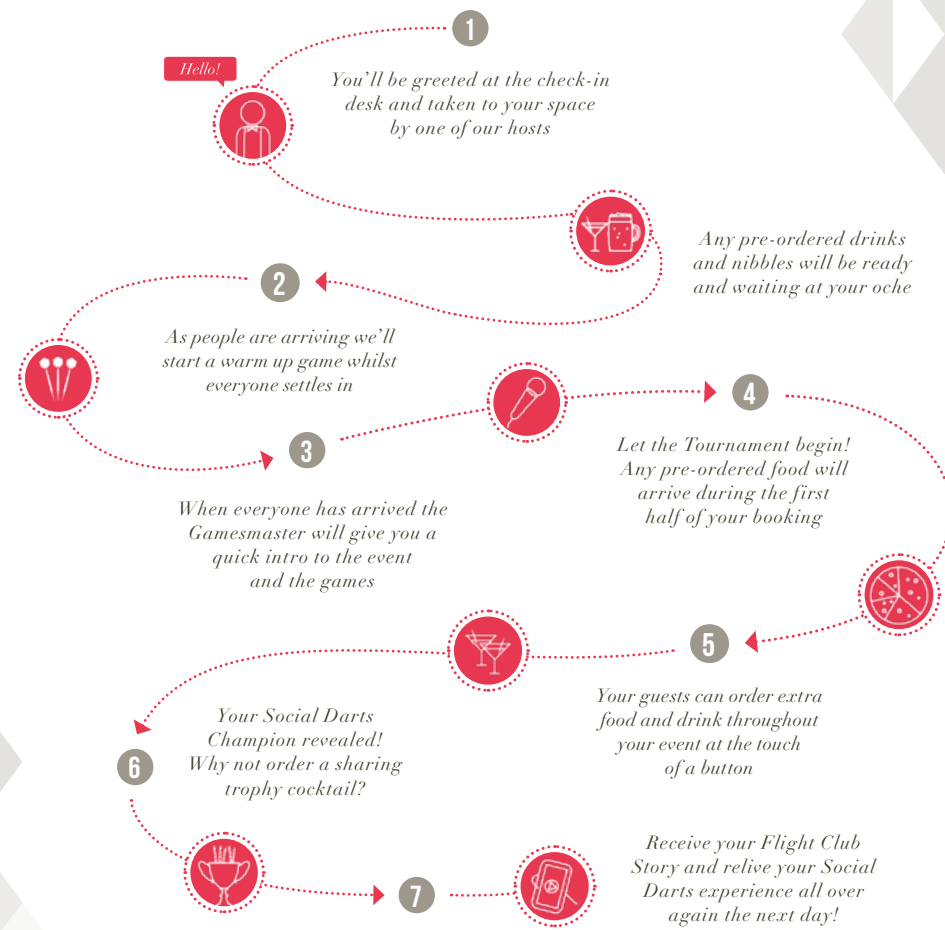 1
Hello!
You'll be greeted at the check-in
desk and taken to your space
by one of our hosts
Any pre-ordered drinks
and nibbles will be ready
and waiting at your oche
2
As people are arriving we'll
start a warm up game whilst
everyone settles in
3
When everyone has arrived the
Gamesmaster will give you a
quick intro to the event
and the games
4
Let the Tournament begin!
Any pre-ordered food will
arrive during the first
half of your booking
5
Your guests can order extra
food and drink throughout
your event at the touch
of a button
6
Your Social Darts
Champion revealed!
Why not order a sharing
trophy cocktail?
7
Receive your Flight Club
Story and relive your Social
Darts experience all over
again the next day!